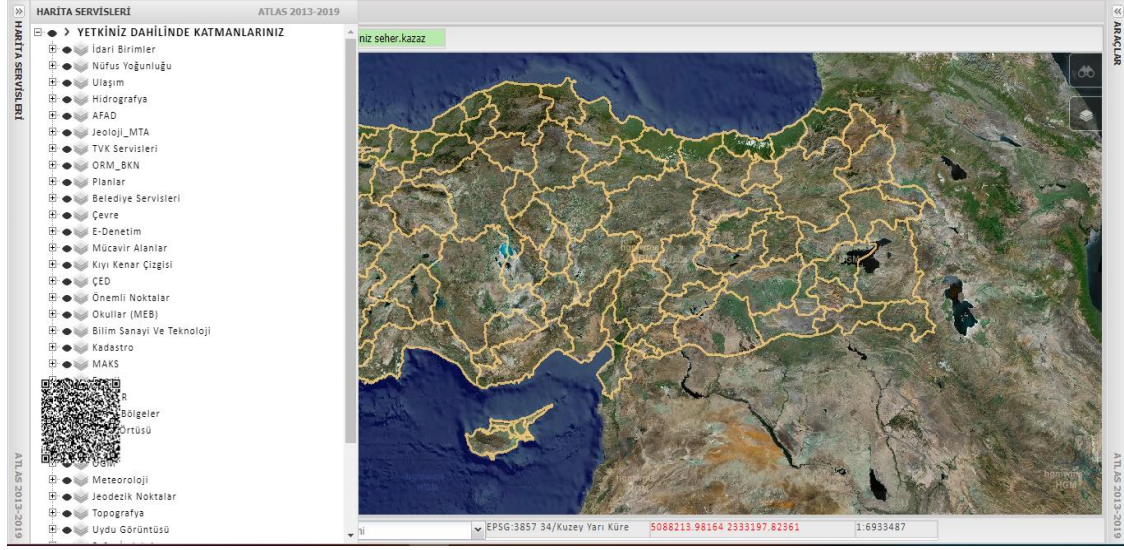 HARİTA SERVİSLERİ
ATLAS 2013-2019
HARİTA SERVİSLERİ ATLAS 2013-2019
YETKİNİZ DAHİLİNDE KATMANLARINIZ
İdari Birimler
Nüfus Yoğunluğu
Ulaşım
Hidrografya
AFAD
Jeoloji_MTA
TVK Servisleri
ORM_BKN
Planlar
Belediye Servisleri
Çevre
E-Denetim
Mücavir Alanlar
Kıyı Kenar Çizgisi
ÇED
Önemli Noktalar
Okullar (MEB)
Bilim Sanayi Ve Teknoloji
Kadastro
MAKS
Bölgeler
Örtüsü
OGM
Meteoroloji
Jeodezik Noktalar
Topografya
Uydu Görüntüsü
niz seher.kazaz
HGM
HGM
EPSG:3857 34/Kuzey Yarı Küre 5088213.98164 2333197.82361 1:6933487
ARAÇLAR
ATLAS 2013-2019